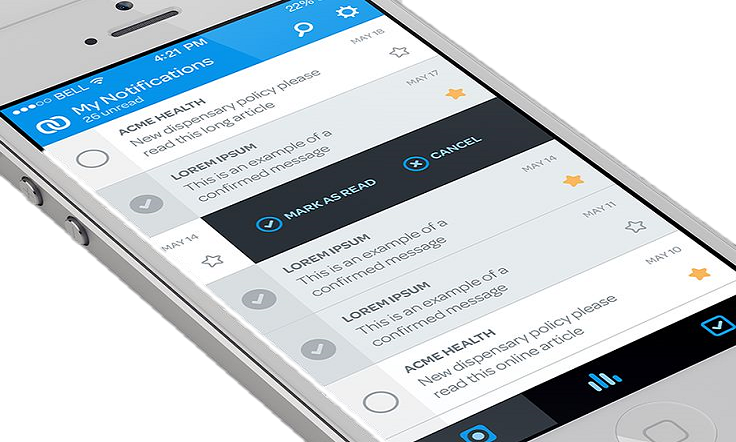 22%
BELL
4:21 PM
My Notifications
26 unread
MAY 18
ACME HEALTH
New dispensary policy please
read this long article
MAY 17
LOREM IPSUM
This is an example of a
confirmed message
MAY 14
MARK AS READ
CANCEL
MAY 14
LOREM IPSUM
This is an example of a
confirmed message
MAY 11
LOREM IPSUM
This is an example of a
confirmed message
MAY 10
ACME HEALTH
New dispensary policy please
read this online article